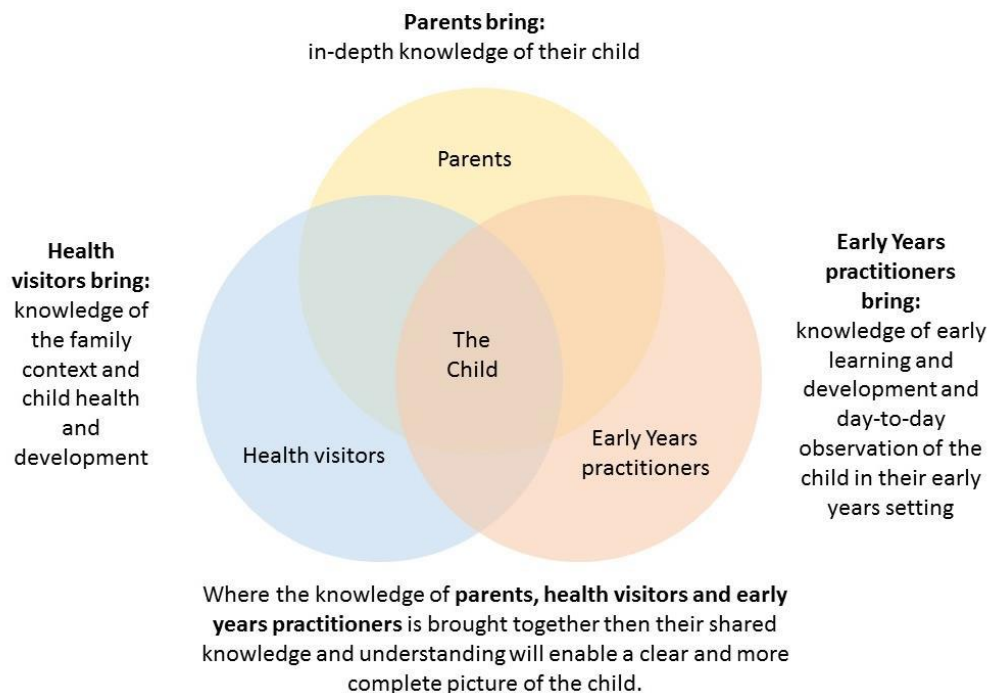 Parents bring:
in-depth knowledge of their child
Parents
Health
visitors bring:
knowledge of
the family
context and
child health
and
development
The
Child
Health visitors
Early Years
practitioners
Early Years
practitioners
bring:
knowledge of early
learning and
development and
day-to-day
observation of the
child in their early
years setting
Where the knowledge of parents, health visitors and early
years practitioners is brought together then their shared
knowledge and understanding will enable a clear and more
complete picture of the child.